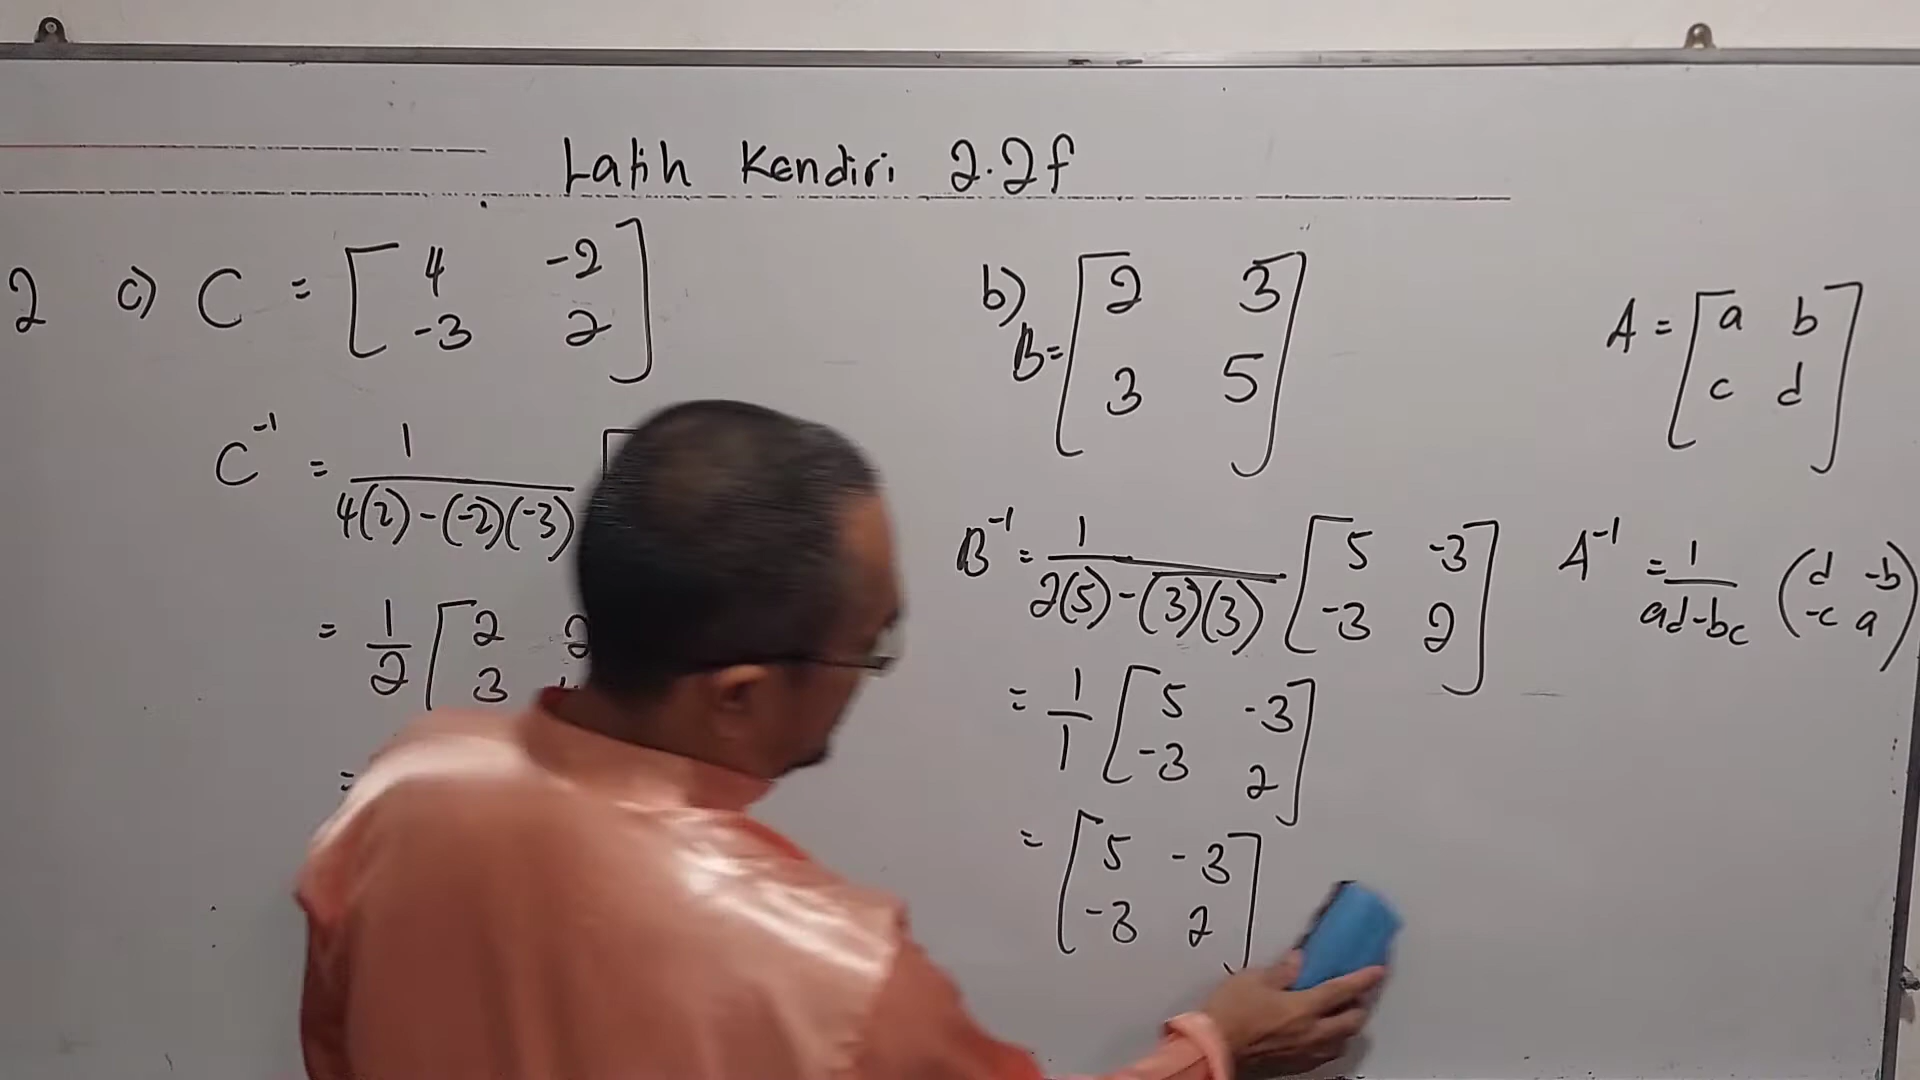 Latih Kendiri 2.2f
2 c) C = [4 -2
-3 2]
C⁻¹ = 1
4(2)-(-2)(-3)
= 1/2 [2 2
3
=
b) B= [2 3
3 5]
B⁻¹ = 1/2(5)-(3)(3) [5 -3
-3 2]
= 1/1 [5 -3
-3 2]
= [5 -3
-3 2]
A = [a b
c d]
A⁻¹ = 1/ad-bc (d -b
-c a)